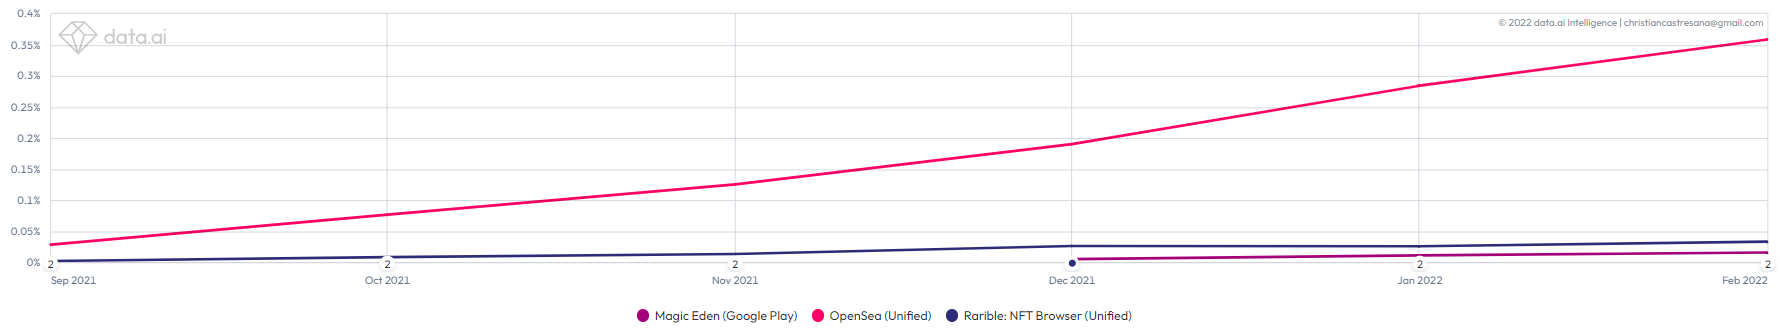 0.4%
© 2022 data.ai Intelligence | christiancastresana@gmail.com
data.ai
0.35%
0.3%
0.25%
0.2%
0.15%
0.1%
0.05%
0%
2 2 2 2 2
Sep 2021 Oct 2021 Nov 2021 Dec 2021 Jan 2022 Feb 2022
Magic Eden (Google Play) OpenSea (Unified) Rarible: NFT Browser (Unified)